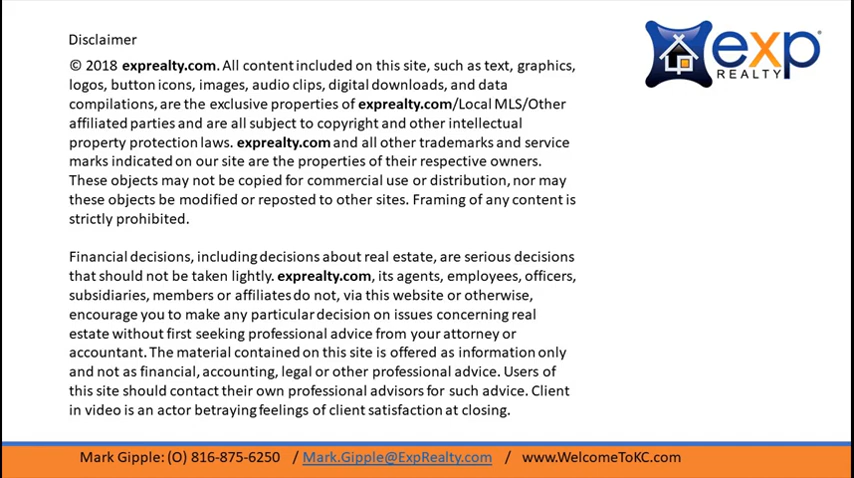 Disclaimer
© 2018 exprealty.com. All content included on this site, such as text, graphics,
logos, button icons, images, audio clips, digital downloads, and data
compilations, are the exclusive properties of exprealty.com/Local MLS/Other
affiliated parties and are all subject to copyright and other intellectual
property protection laws. exprealty.com and all other trademarks and service
marks indicated on our site are the properties of their respective owners.
These objects may not be copied for commercial use or distribution, nor may
these objects be modified or reposted to other sites. Framing of any content is
strictly prohibited.
Financial decisions, including decisions about real estate, are serious decisions
that should not be taken lightly. exprealty.com, its agents, employees, officers,
subsidiaries, members or affiliates do not, via this website or otherwise,
encourage you to make any particular decision on issues concerning real
estate without first seeking professional advice from your attorney or
accountant. The material contained on this site is offered as information only
and not as financial, accounting, legal or other professional advice. Users of
this site should contact their own professional advisors for such advice. Client
in video is an actor betraying feelings of client satisfaction at closing.
exp®
REALTY
Mark Gipple: (O) 816-875-6250 / Mark.Gipple@ExpRealty.com / www.WelcomeToKC.com